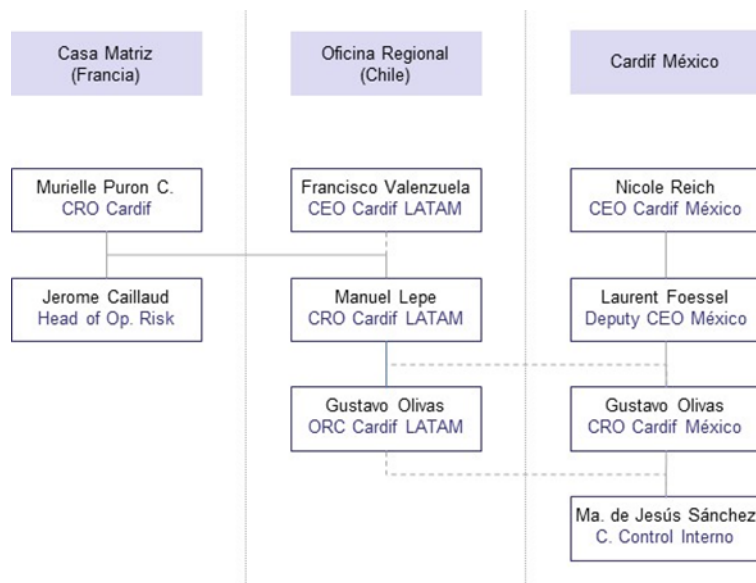 Casa Matriz
(Francia)
Oficina Regional
(Chile)
Cardif México
Murielle Puron C.
CRO Cardif
Francisco Valenzuela
CEO Cardif LATAM
Nicole Reich
CEO Cardif México
Jerome Caillaud
Head of Op. Risk
Manuel Lepe
CRO Cardif LATAM
Laurent Foessel
Deputy CEO México
Gustavo Olivas
ORC Cardif LATAM
Gustavo Olivas
CRO Cardif México
Ma. de Jesús Sánchez
C. Control Interno